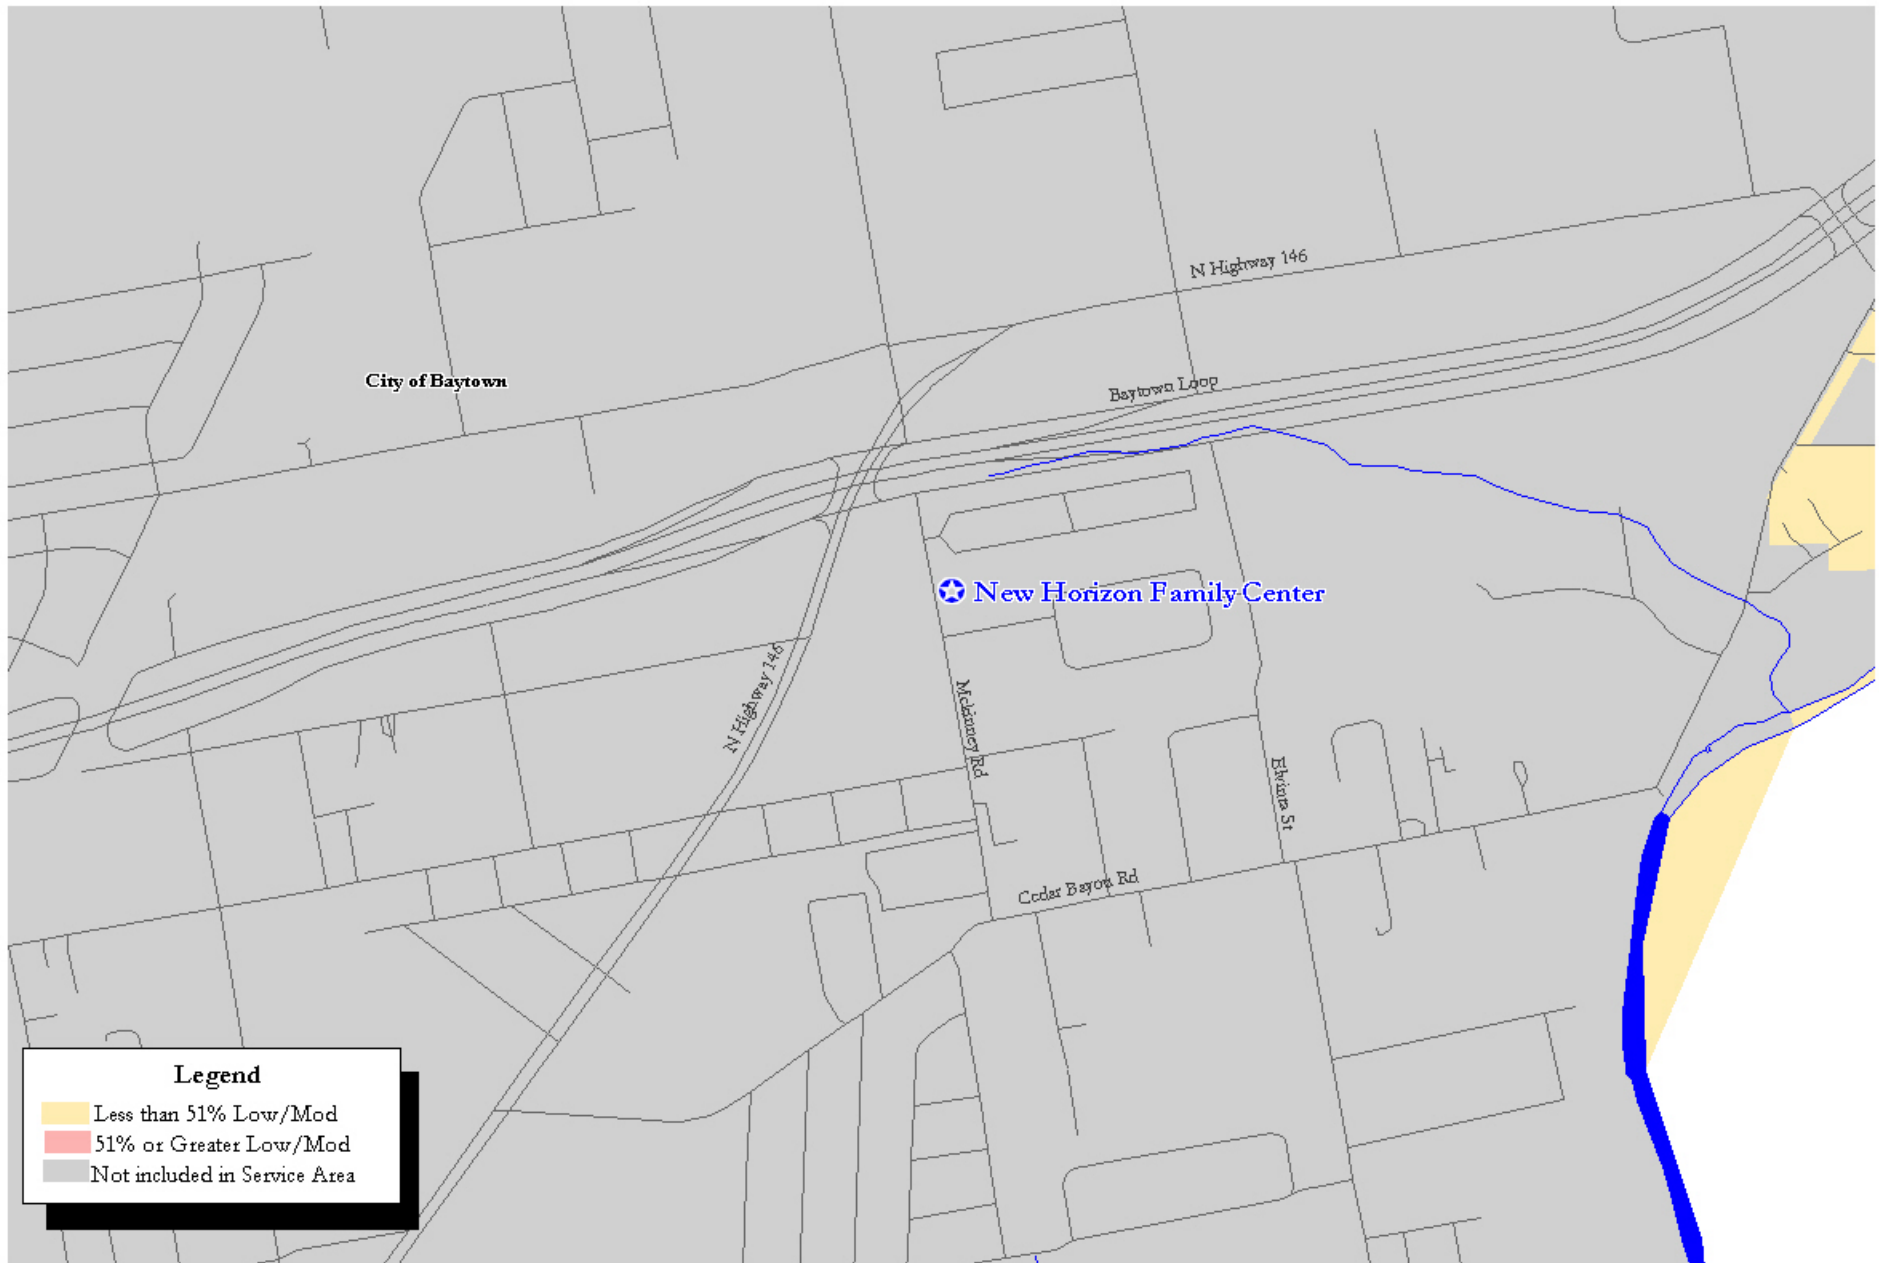 N Highway 146
City of Baytown
Baytown Loop
New Horizon Family Center
N Highway 146
Mckinney Rd
Elvinta St
Cedar Bayou Rd
Legend
Less than 51% Low/Mod
51% or Greater Low/Mod
Not included in Service Area